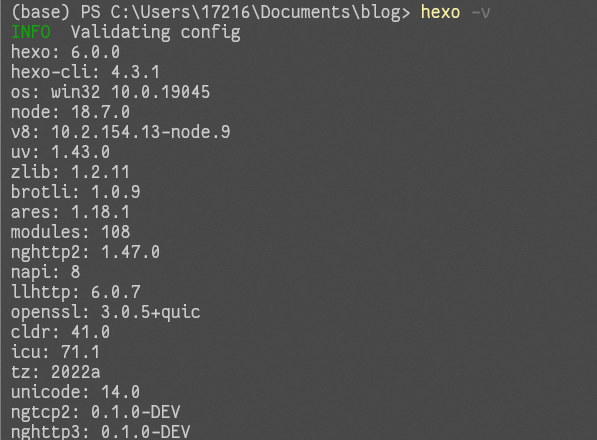 (base) PS C:\Users\17216\Documents\blog> hexo -v
INFO  Validating config
hexo: 6.0.0
hexo-cli: 4.3.1
os: win32 10.0.19045
node: 18.7.0
v8: 10.2.154.13-node.9
uv: 1.43.0
zlib: 1.2.11
brotli: 1.0.9
ares: 1.18.1
modules: 108
nghttp2: 1.47.0
napi: 8
llhttp: 6.0.7
openssl: 3.0.5+quic
cldr: 41.0
icu: 71.1
tz: 2022a
unicode: 14.0
ngtcp2: 0.1.0-DEV
nghttp3: 0.1.0-DEV